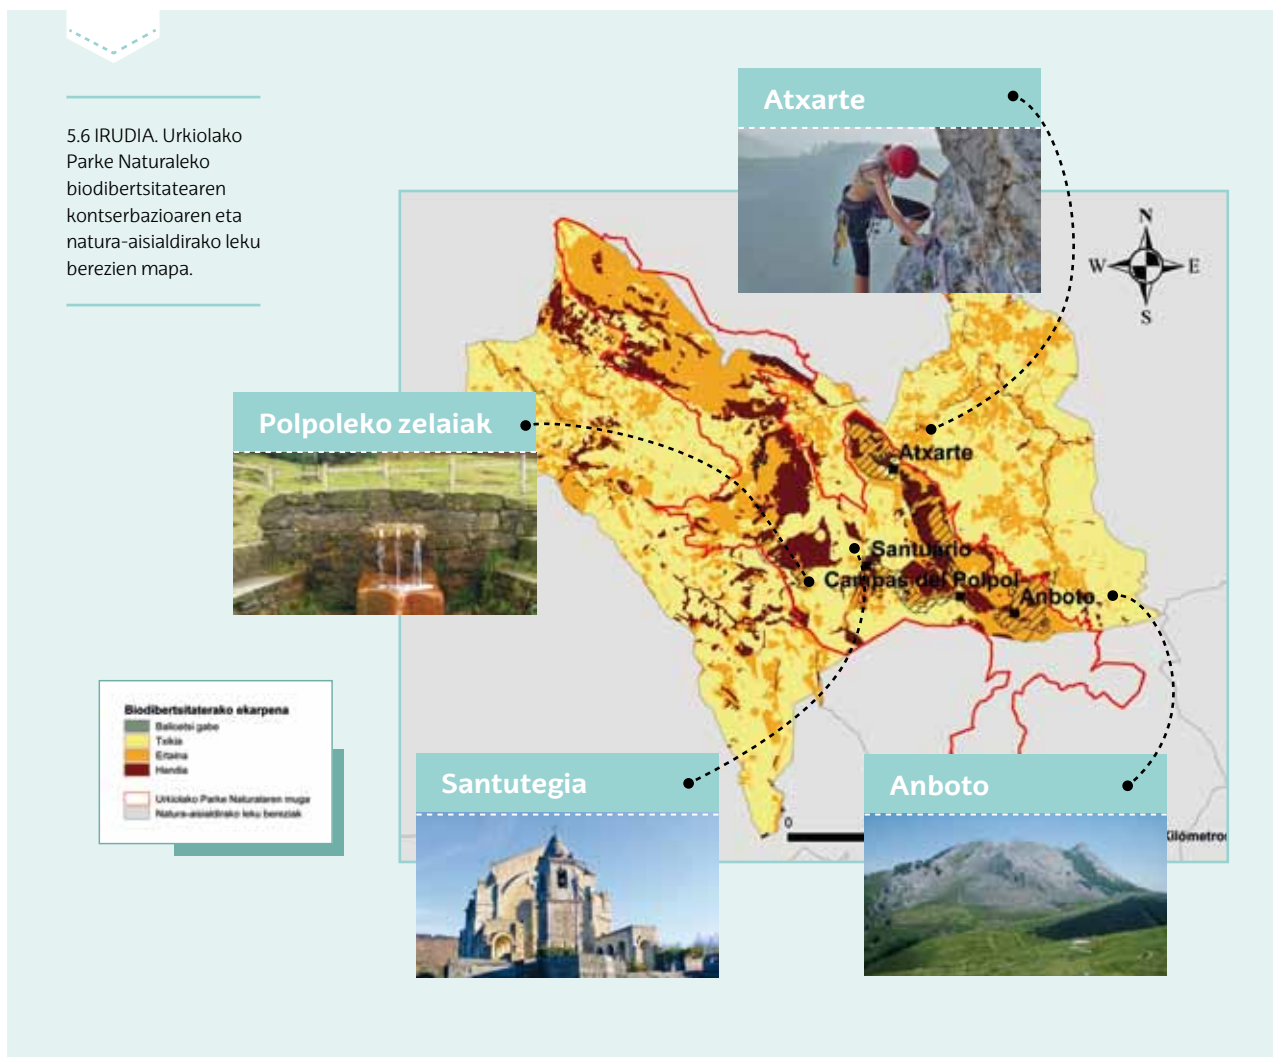 5.6 IRUDIA. Urkiolako
Parke Naturaleko
biodibertsitatearen
kontserbazioaren eta
natura-aisialdirako leku
berezien mapa.
Atxarte
N
W
E
S
Polpoleko zelaiak
Atxarte
Santuario
Campas del Polpol
Anboto
Biodibertsitaterako ekarpena
Balioetsi gabe
Txikia
Ertaina
Handia
Urkiolako Parke Naturalaren muga
Natura-aisialdirako leku bereziak
Santutegia
Anboto
0
Kilómetros